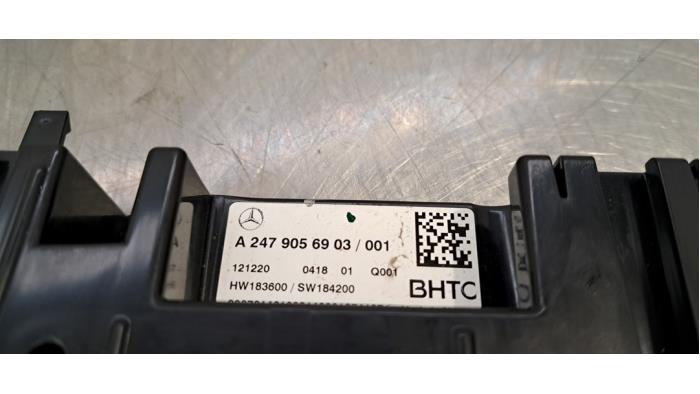 A 247 905 69 03 / 001
121220 0418 01 Q001
HW183600 / SW184200
BHTC